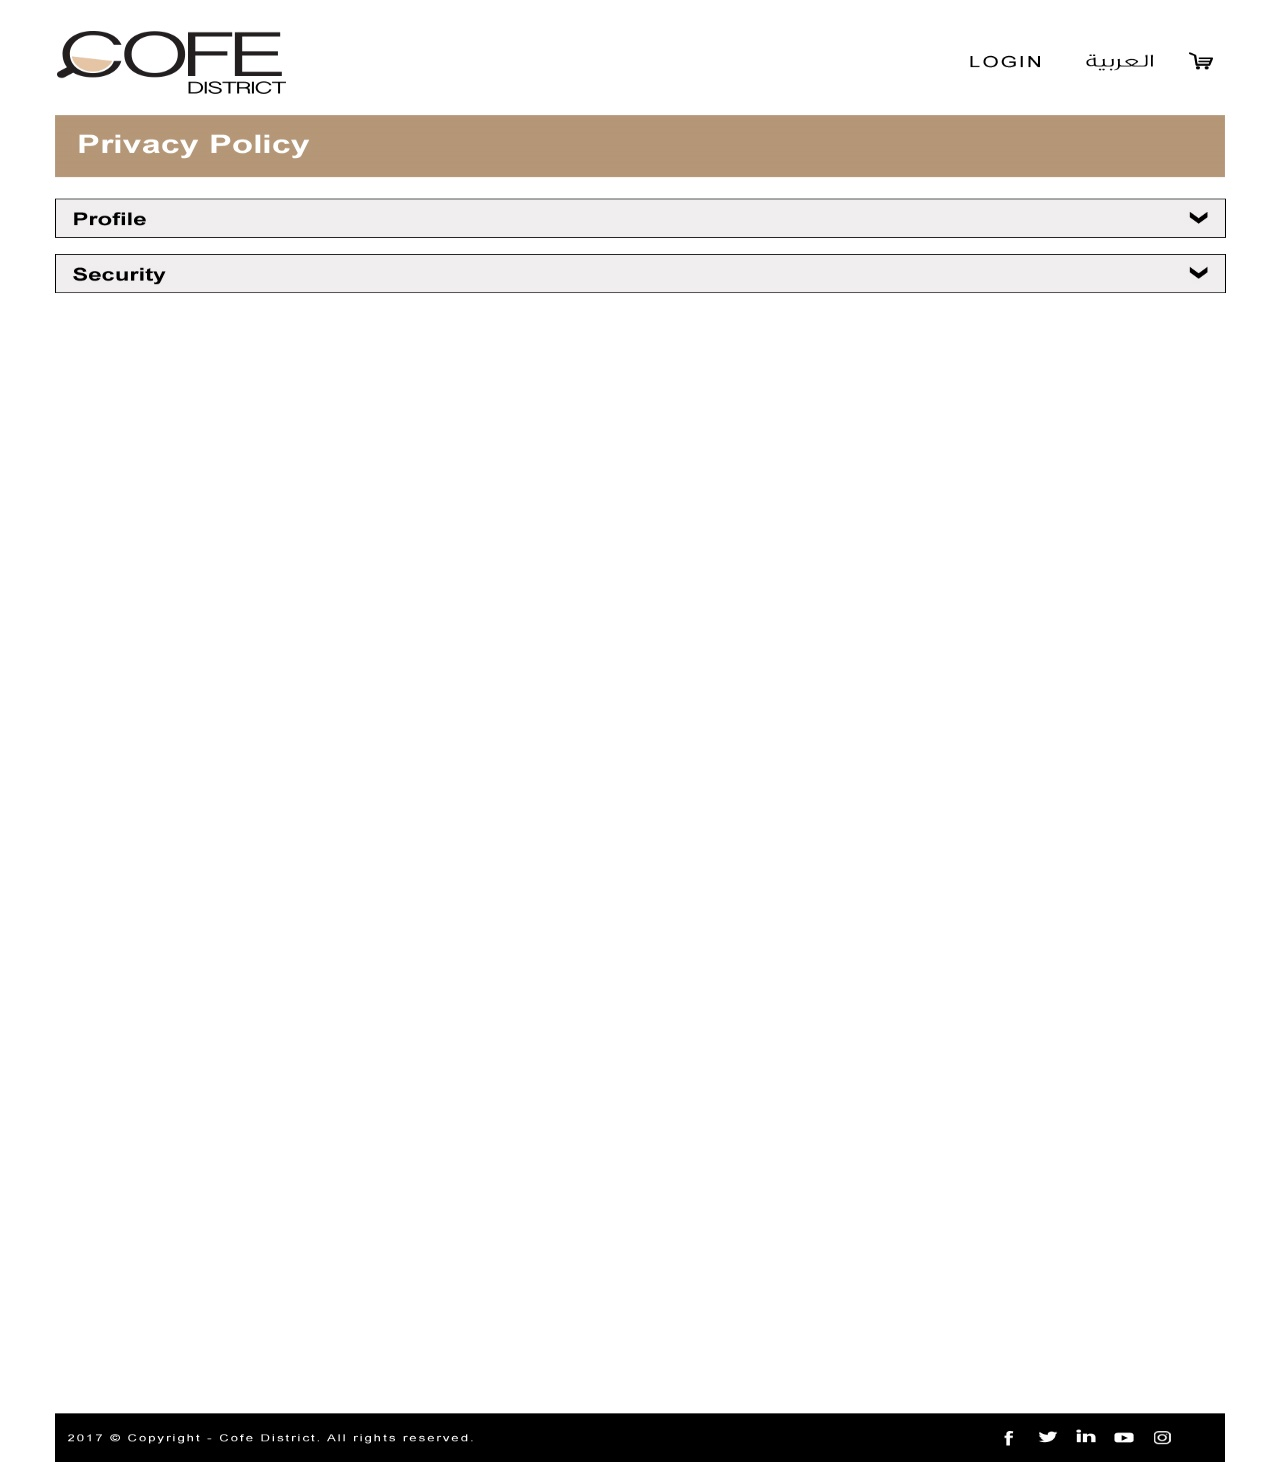 COFE
DISTRICT
LOGIN العربية
Privacy Policy
Profile
Security
2017 © Copyright - Cofe District. All rights reserved.